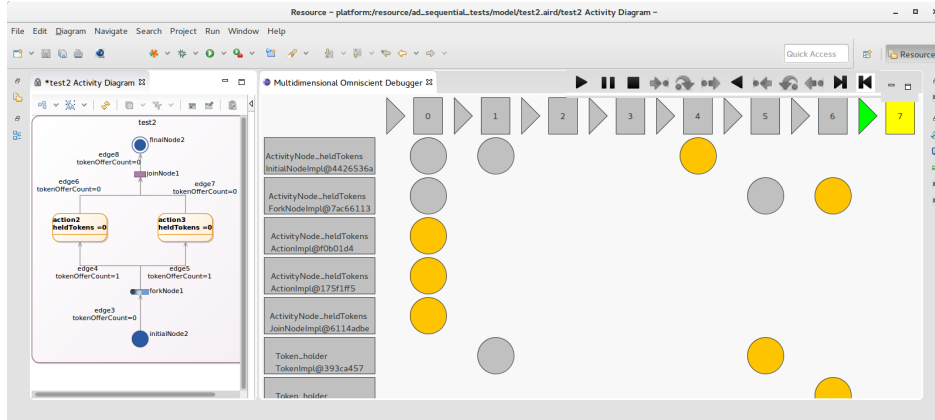 Resource - platform:/resource/ad_sequential_tests/model/test2.aird/test2 Activity Diagram -
File Edit Diagram Navigate Search Project Run Window Help
Quick Access
Resource
*test2 Activity Diagram
Multidimensional Omniscient Debugger
test2
finalNode2
edge8
tokenOfferCount=0
joinNode1
edge6
tokenOfferCount=0
edge7
tokenOfferCount=0
action2
heldTokens =0
action3
heldTokens =0
edge4
tokenOfferCount=1
edge5
tokenOfferCount=1
forkNode1
edge3
tokenOfferCount=0
initialNode2
0 1 2 3 4 5 6 7
ActivityNode_heldTokens
InitialNodeImpl@4426536a
ActivityNode_heldTokens
ForkNodeImpl@7ac66113
ActivityNode_heldTokens
ActionImpl@f0b01d4
ActivityNode_heldTokens
ActionImpl@175f1ff5
ActivityNode_heldTokens
JoinNodeImpl@6114adbe
Token_holder
TokenImpl@393ca457
Token_holder